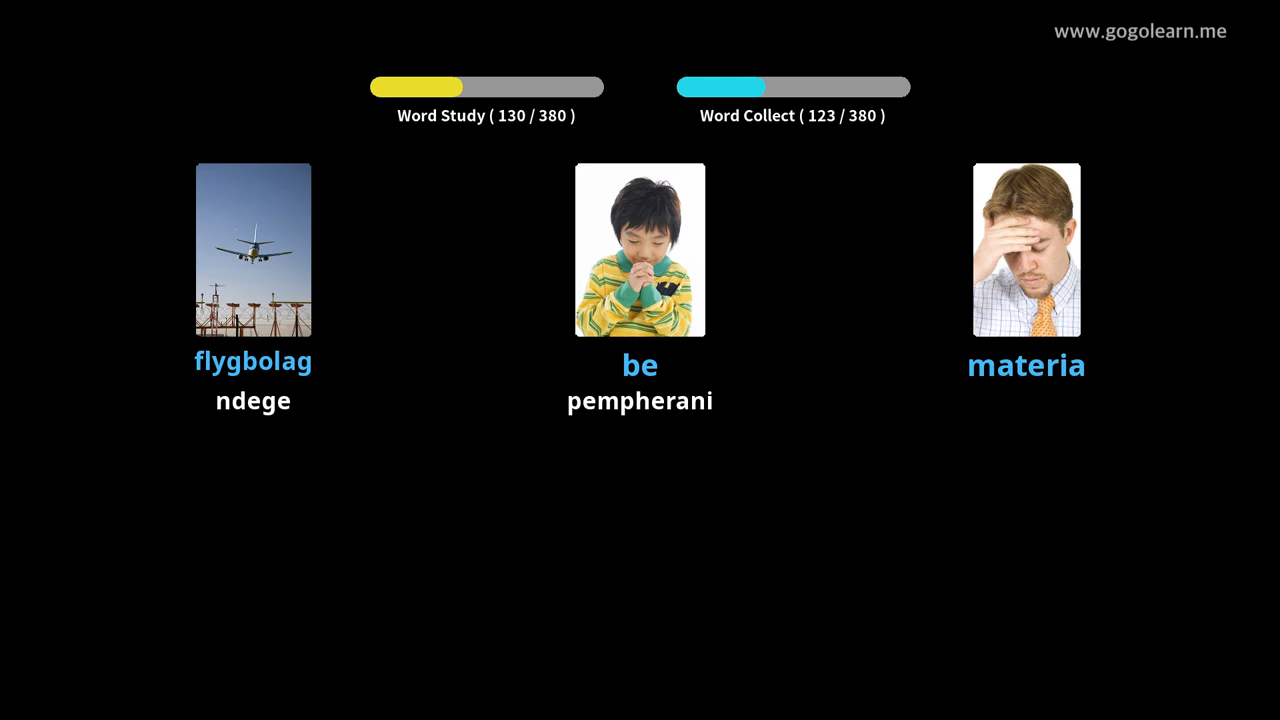 www.gogolearn.me
Word Study ( 130 / 380 )
Word Collect ( 123 / 380 )
flygbolag
ndege
be
pempherani
materia